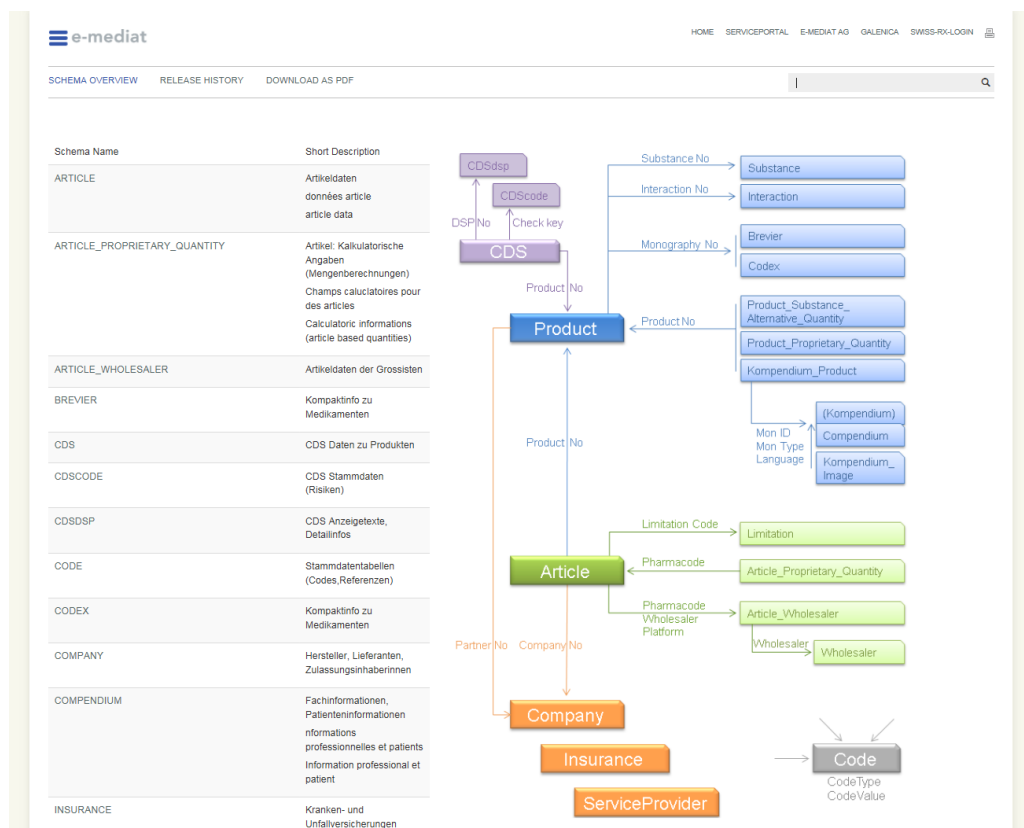 e-mediat
HOME SERVICEPORTAL E-MEDIAT AG GALENICA SWISS-RX-LOGIN
SCHEMA OVERVIEW RELEASE HISTORY DOWNLOAD AS PDF
Schema Name Short Description
ARTICLE Artikeldaten
données article
article data
ARTICLE_PROPRIETARY_QUANTITY Artikel: Kalkulatorische
Angaben
(Mengenberechnungen)
Champs caluclatoires pour
des articles
Calculatoric informations
(article based quantities)
ARTICLE_WHOLESALER Artikeldaten der Grossisten
BREVIER Kompaktinfo zu
Medikamenten
CDS CDS Daten zu Produkten
CDSCODE CDS Stammdaten
(Risiken)
CDSDSP CDS Anzeigetexte,
Detailinfos
CODE Stammdatentabellen
(Codes,Referenzen)
CODEX Kompaktinfo zu
Medikamenten
COMPANY Hersteller, Lieferanten,
Zulassungsinhaberinnen
COMPENDIUM Fachinformationen,
Patienteninformationen
nformations
professionnelles et patients
Information professional et
patient
INSURANCE Kranken- und
Unfallversicherungen
CDSdsp
CDScode
DSP No
Check key
CDS
Product No
Product
Substance No
Substance
Interaction No
Interaction
Monography No
Brevier
Codex
Product No
Product_Substance_
Alternative_Quantity
Product_Proprietary_Quantity
Kompendium_Product
Mon ID
Mon Type
Language
(Kompendium)
Compendium
Kompendium_
Image
Product No
Article
Limitation Code
Limitation
Pharmacode
Article_Proprietary_Quantity
Pharmacode
Wholesaler
Platform
Article_Wholesaler
Wholesaler
Wholesaler
Partner No
Company No
Company
Insurance
ServiceProvider
Code
CodeType
CodeValue